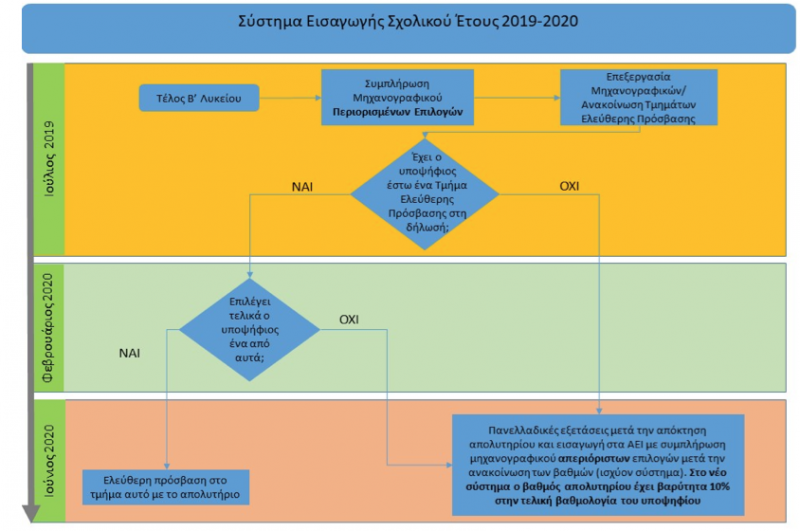 Σύστημα Εισαγωγής Σχολικού Έτους 2019-2020
Ιούλιος 2019
Τέλος Β’ Λυκείου
Συμπλήρωση
Μηχανογραφικού
Περιορισμένων Επιλογών
Επεξεργασία
Μηχανογραφικών/
Ανακοίνωση Τμημάτων
Ελεύθερης Πρόσβασης
Έχει ο
υποψήφιος
έστω ένα Τμήμα
Ελεύθερης
Πρόσβασης στη
δήλωσή;
ΝΑΙ
ΟΧΙ
Φεβρουάριος 2020
Επιλέγει
τελικά ο
υποψήφιος
ένα από
αυτά;
ΝΑΙ
ΟΧΙ
Ιούνιος 2020
Ελεύθερη πρόσβαση στο
τμήμα αυτό με το απολυτήριο
Πανελλαδικές εξετάσεις μετά την απόκτηση
απολυτηρίου και εισαγωγή στα ΑΕΙ με συμπλήρωση
μηχανογραφικού απεριόριστων επιλογών μετά την
ανακοίνωση των βαθμών (ισχύον σύστημα). Στο νέο
σύστημα ο βαθμός απολυτηρίου έχει βαρύτητα 10%
στην τελική βαθμολογία του υποψηφίου